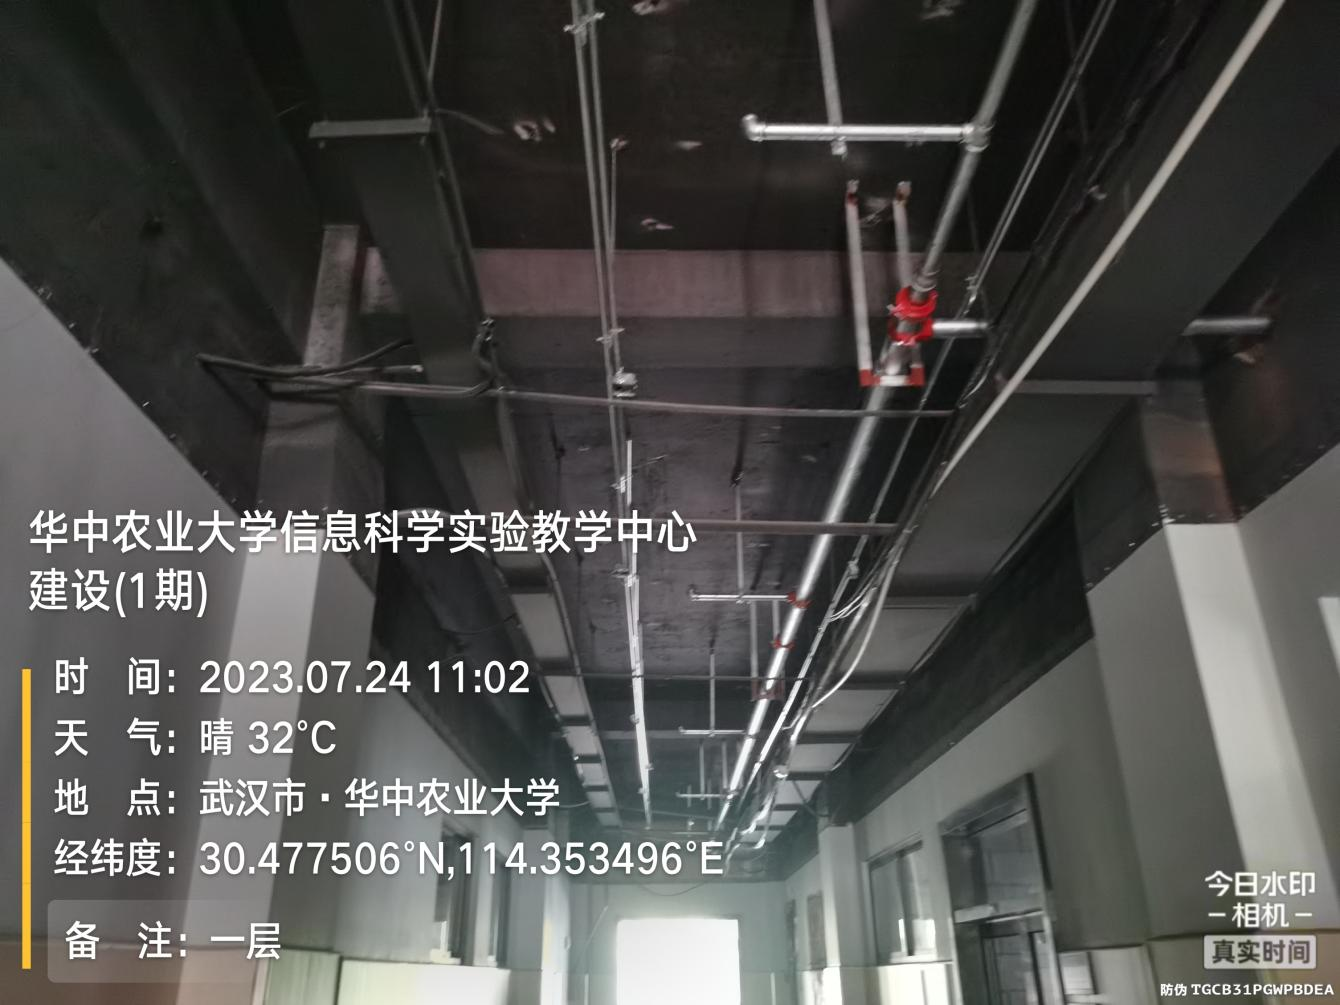 华中农业大学信息科学实验教学中心
建设(1期)
时 间：2023.07.24 11:02
天 气：晴 32°C
地 点：武汉市·华中农业大学
经纬度：30.477506°N,114.353496°E
备 注：一层
今日水印
-相机-
真实时间
防伪 TGCB31PGWPBDEA